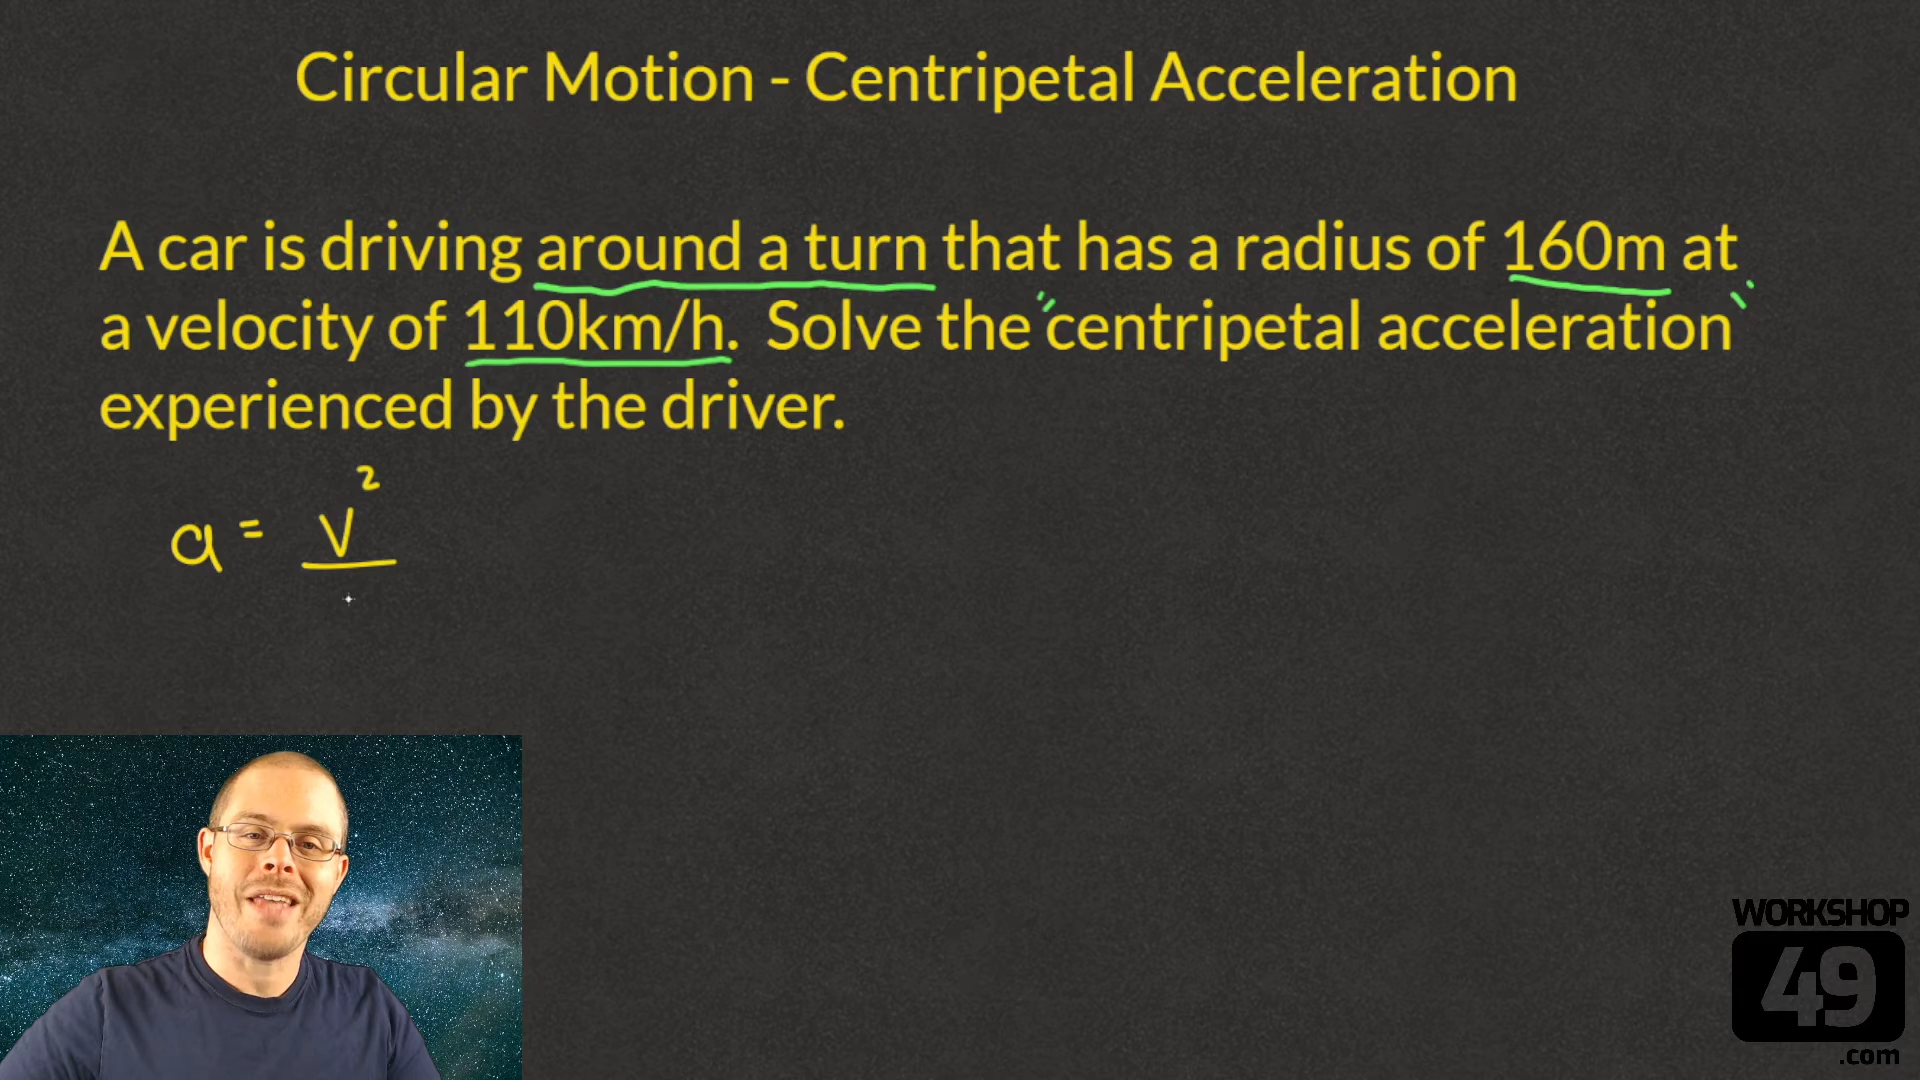 Circular Motion - Centripetal Acceleration
A car is driving around a turn that has a radius of 160m at
a velocity of 110km/h. Solve the "centripetal acceleration"
experienced by the driver.
a = v²
WORKSHOP
49
.com